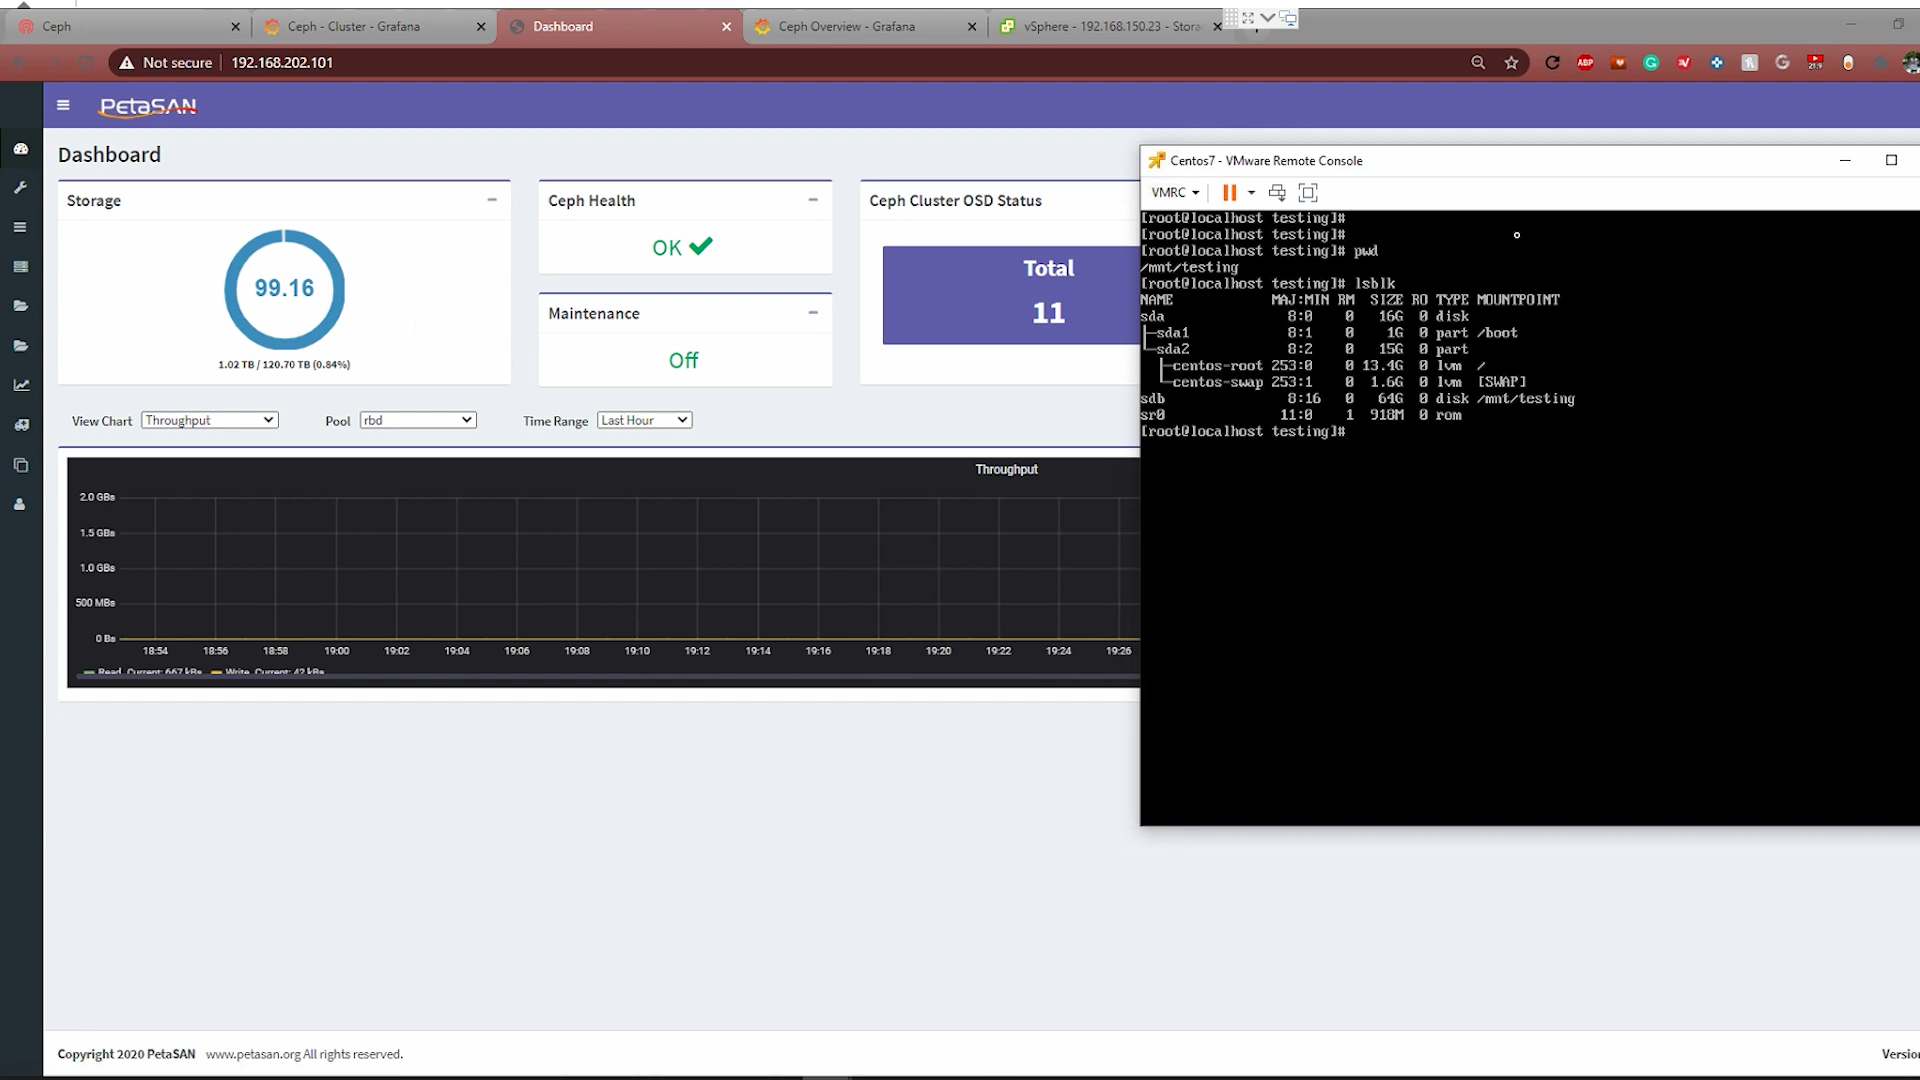 Ceph
Ceph - Cluster - Grafana
Dashboard
Ceph Overview - Grafana
vSphere - 192.168.150.23 - Stora
Not secure
192.168.202.101
ABP
PetaSAN
Dashboard
Storage
99.16
1.02 TB / 120.70 TB (0.84%)
Ceph Health
OK
Maintenance
Off
Ceph Cluster OSD Status
Total
11
View Chart Throughput
Pool rbd
Time Range Last Hour
Throughput
2.0 GBs
1.5 GBs
1.0 GBs
500 MBs
0 Bs
18:54 18:56 18:58 19:00 19:02 19:04 19:06 19:08 19:10 19:12 19:14 19:16 19:18 19:20 19:22 19:24 19:26
Read Current: 667 kBs Write Current: 42 kBs
Centos7 - VMware Remote Console
VMRC
[root@localhost testing]#
[root@localhost testing]#
[root@localhost testing]# pwd
/mnt/testing
[root@localhost testing]# lsblk
NAME MAJ:MIN RM SIZE RO TYPE MOUNTPOINT
sda 8:0 0 16G 0 disk
├─sda1 8:1 0 1G 0 part /boot
└─sda2 8:2 0 15G 0 part
├─centos-root 253:0 0 13.4G 0 lvm /
└─centos-swap 253:1 0 1.6G 0 lvm [SWAP]
sdb 8:16 0 64G 0 disk /mnt/testing
sr0 11:0 1 918M 0 rom
[root@localhost testing]#
Copyright 2020 PetaSAN www.petasan.org All rights reserved.
Versio